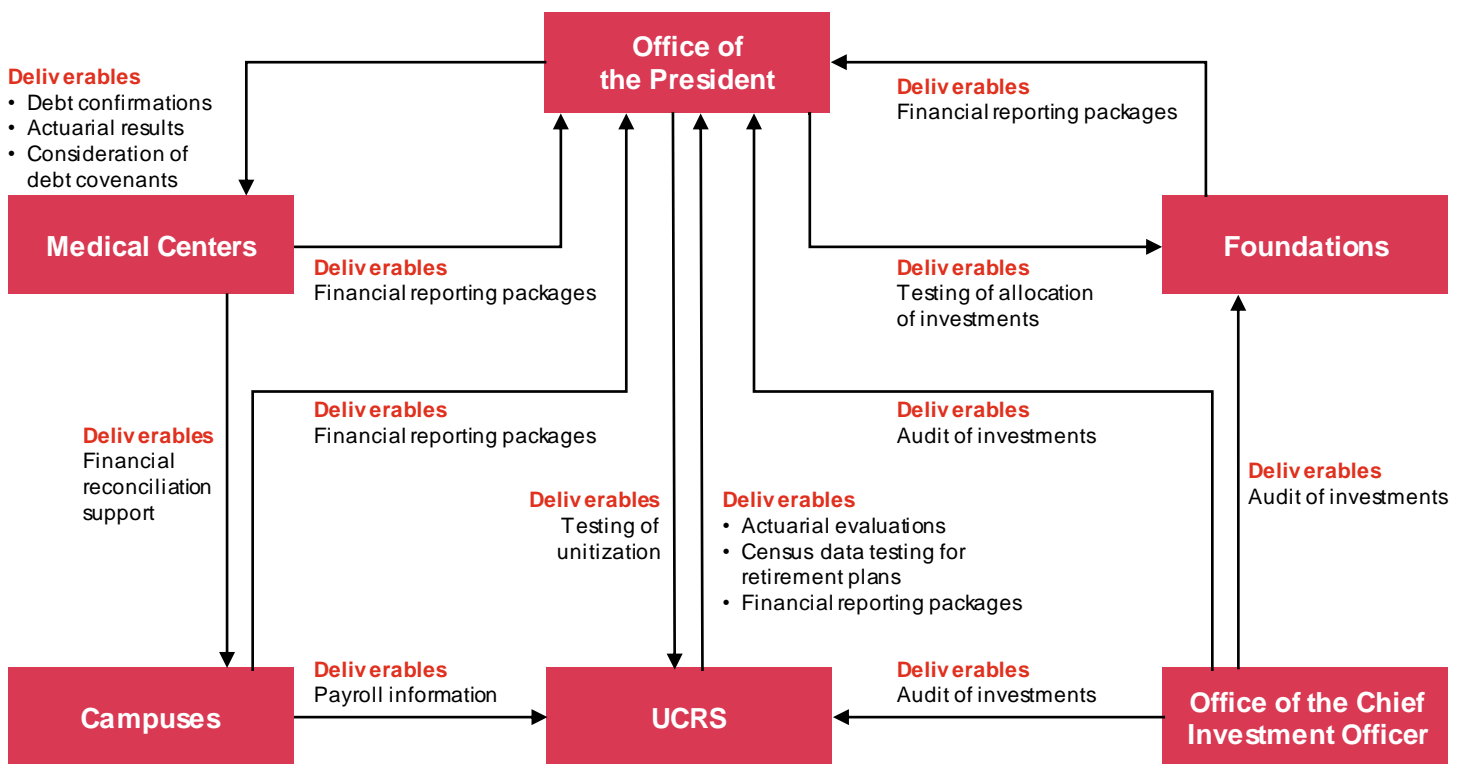 Office of
the President
Deliverables
• Debt confirmations
• Actuarial results
• Consideration of
debt covenants
Deliverables
Financial reporting packages
Medical Centers
Foundations
Deliverables
Financial reporting packages
Deliverables
Testing of allocation
of investments
Deliverables
Financial
reconciliation
support
Deliverables
Financial reporting packages
Deliverables
Audit of investments
Deliverables
Audit of investments
Deliverables
Testing of
unitization
Deliverables
• Actuarial evaluations
• Census data testing for
retirement plans
• Financial reporting packages
Campuses
Deliverables
Payroll information
UCRS
Deliverables
Audit of investments
Office of the Chief
Investment Officer